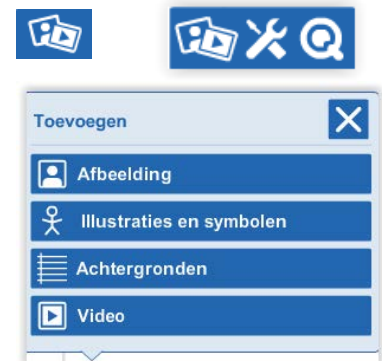 Toevoegen
Afbeelding
Illustraties en symbolen
Achtergronden
Video